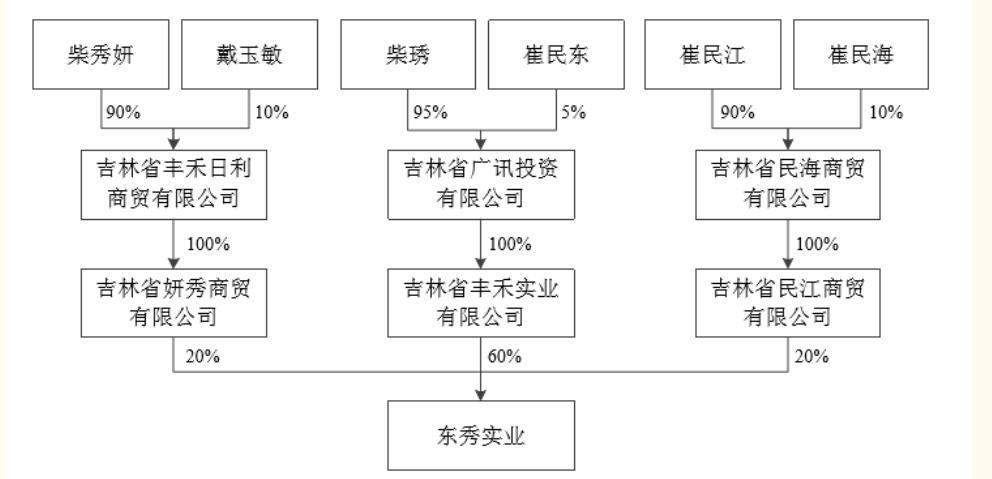 柴秀妍
戴玉敏
柴琇
崔民东
崔民江
崔民海
90%
10%
95%
5%
90%
10%
吉林省丰禾日利
商贸有限公司
吉林省广讯投资
有限公司
吉林省民海商贸
有限公司
100%
100%
100%
吉林省妍秀商贸
有限公司
吉林省丰禾实业
有限公司
吉林省民江商贸
有限公司
20%
60%
20%
东秀实业